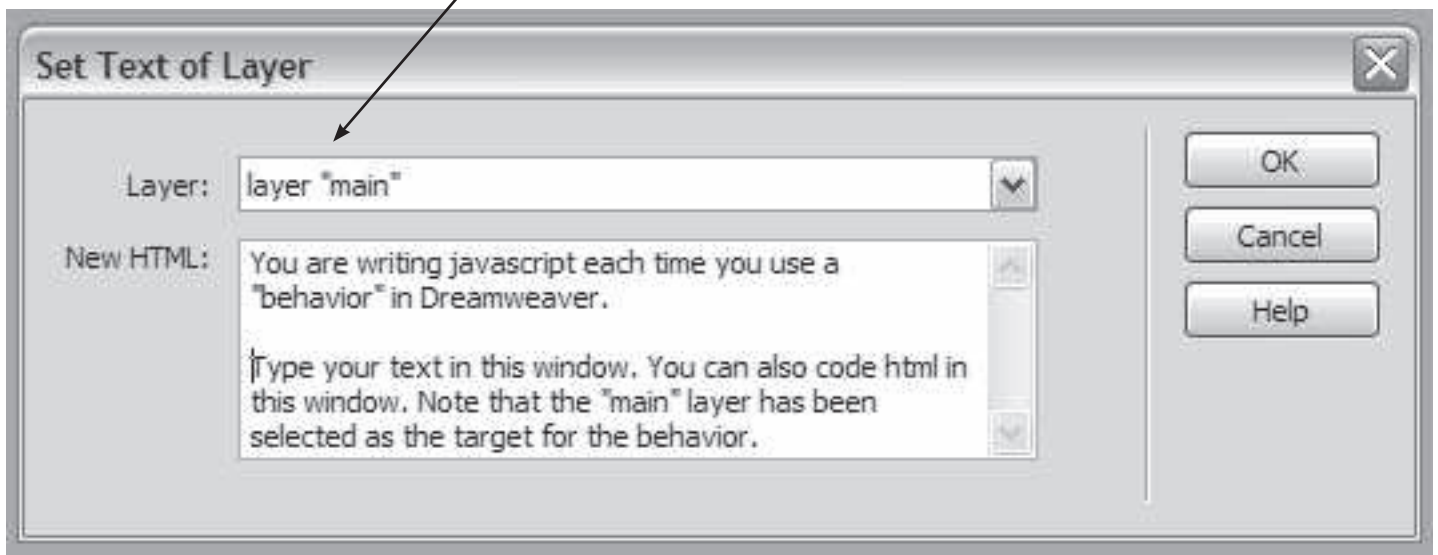 Set Text of Layer
Layer:
layer "main"
New HTML:
You are writing javascript each time you use a
"behavior" in Dreamweaver.
Type your text in this window. You can also code html in
this window. Note that the "main" layer has been
selected as the target for the behavior.
OK
Cancel
Help